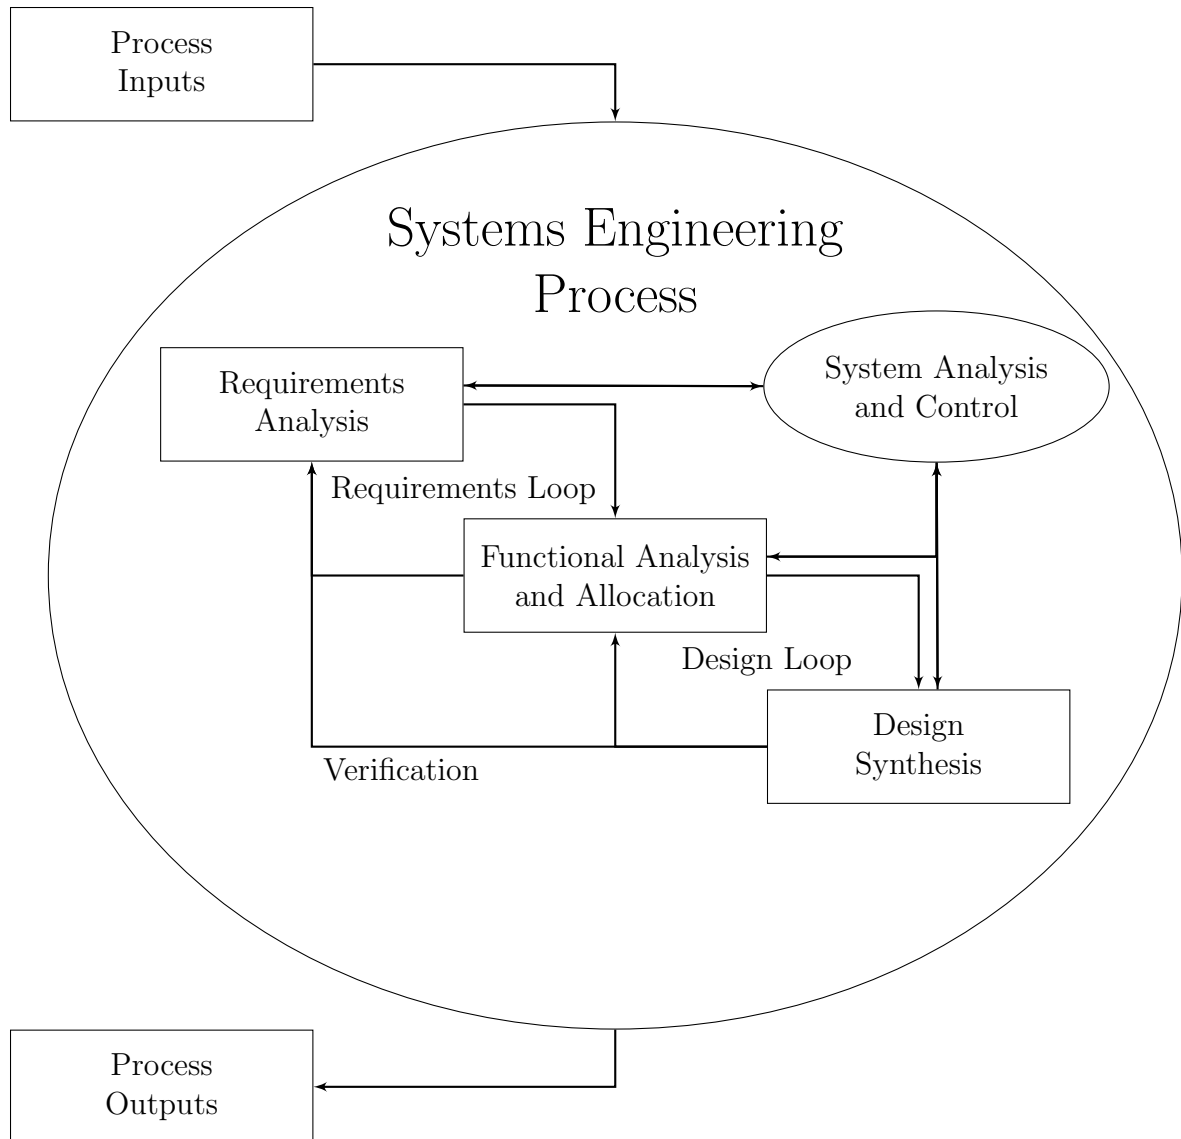 Process
Inputs
Systems Engineering
Process
Requirements
Analysis
System Analysis
and Control
Requirements Loop
Functional Analysis
and Allocation
Design Loop
Design
Synthesis
Verification
Process
Outputs